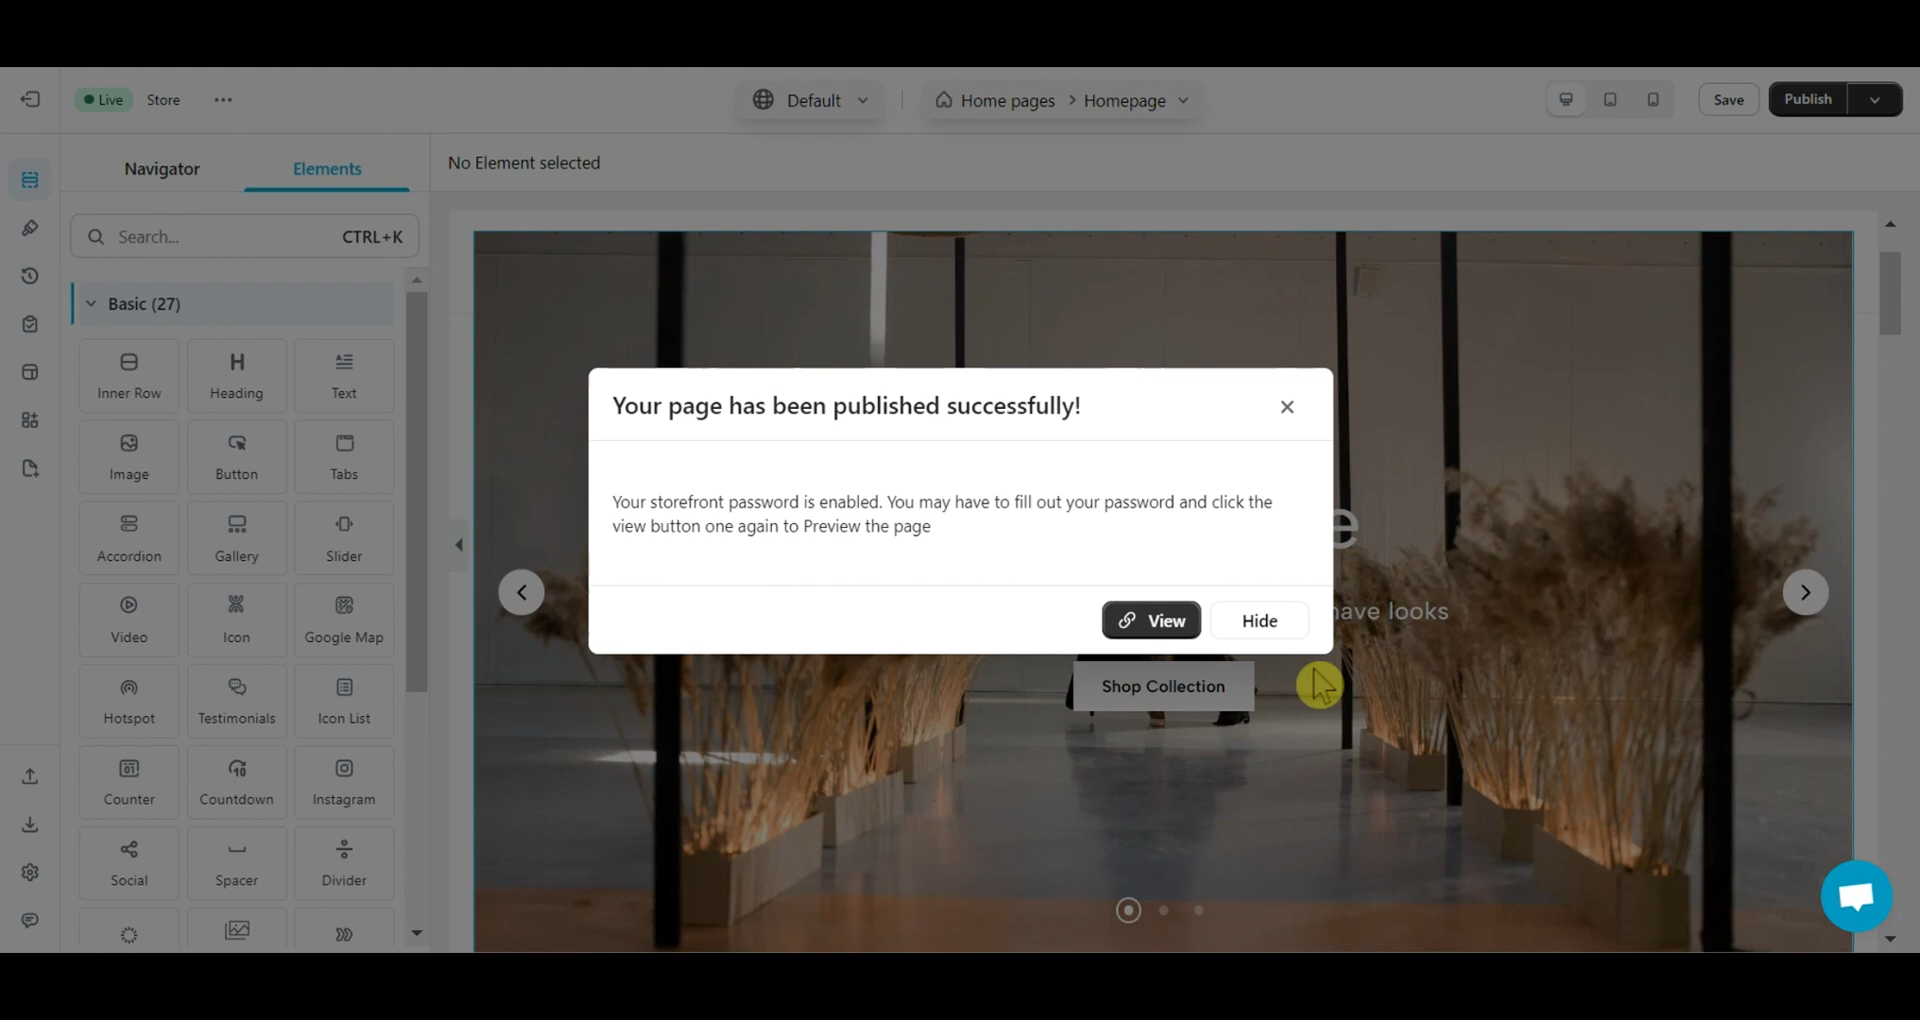 Live Store
Default
Home pages > Homepage
Save
Publish
Navigator Elements
No Element selected
Search... CTRL+K
Basic (27)
Inner Row Heading Text
Image Button Tabs
Accordion Gallery Slider
Video Icon Google Map
Hotspot Testimonials Icon List
Counter Countdown Instagram
Social Spacer Divider
Your page has been published successfully!
Your storefront password is enabled. You may have to fill out your password and click the
view button one again to Preview the page
View Hide
e
have looks
Shop Collection